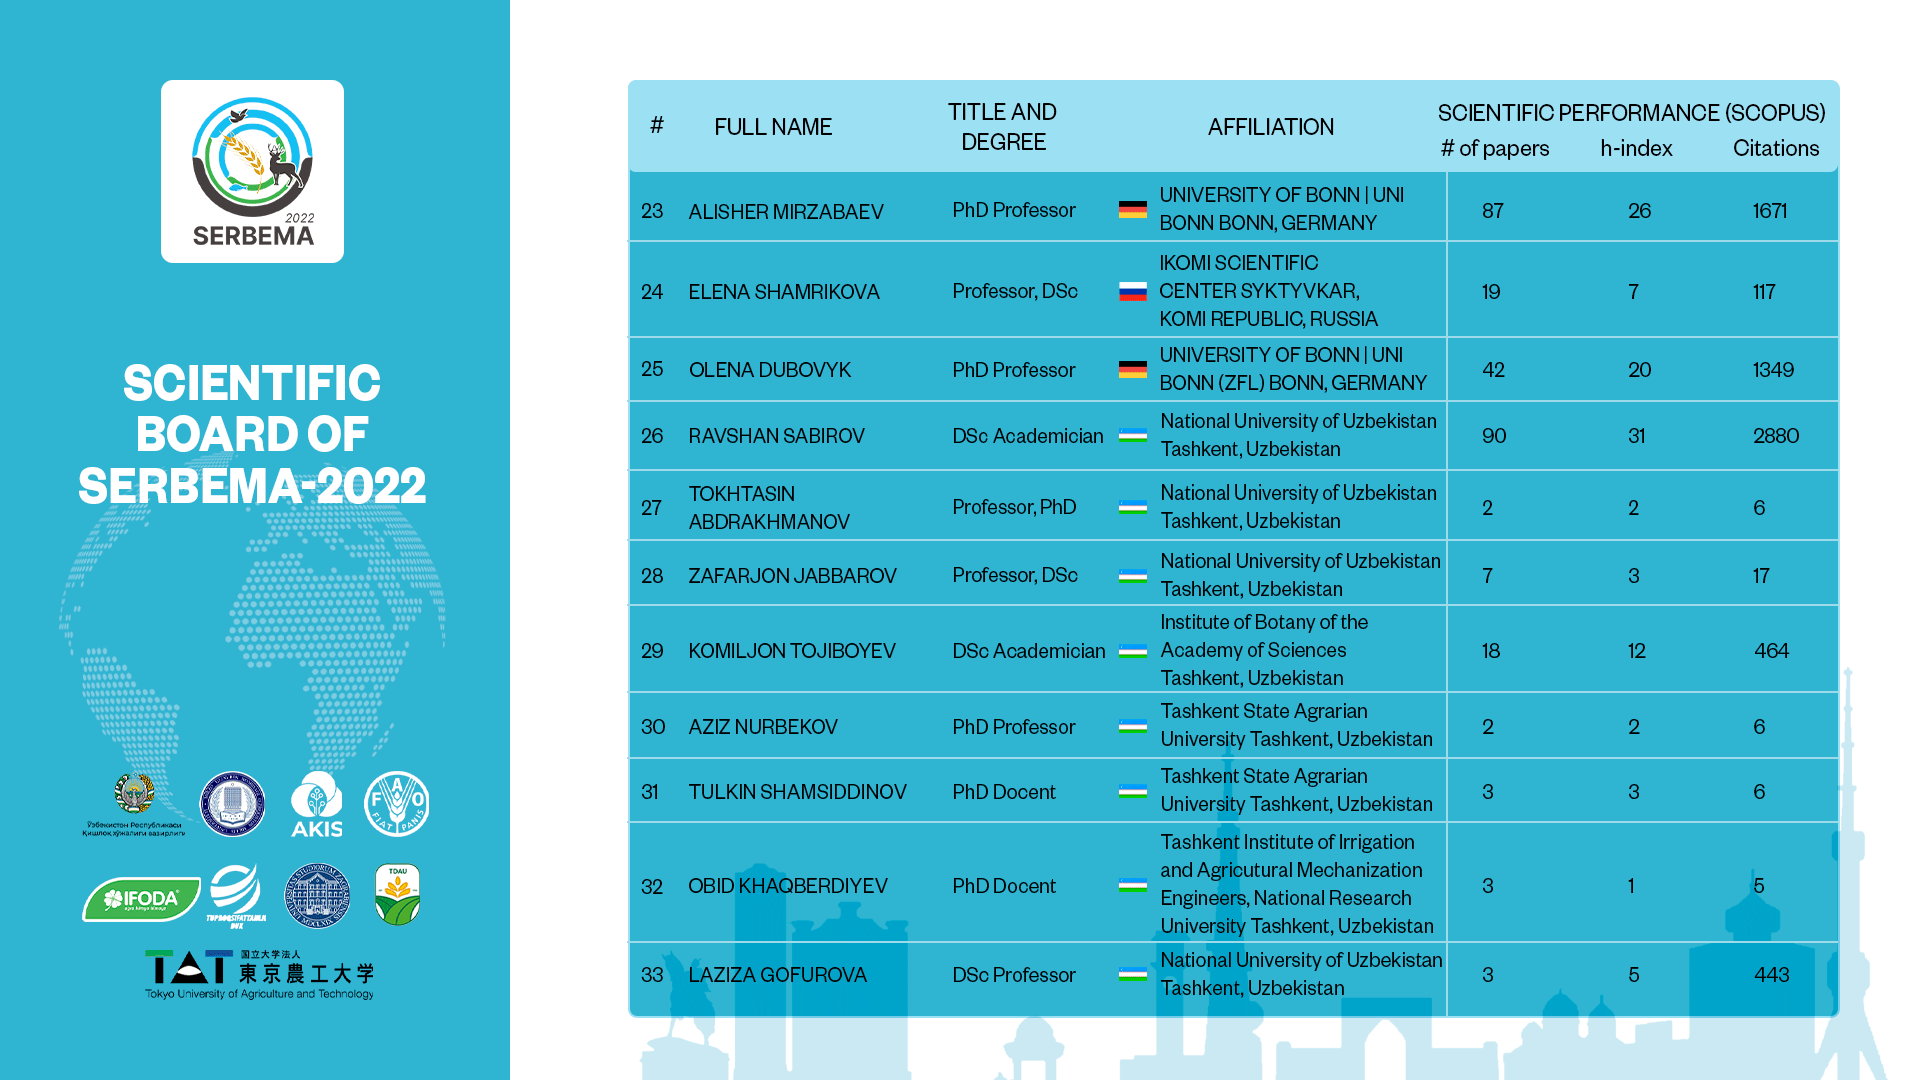 2022
SERBEMA
SCIENTIFIC
BOARD OF
SERBEMA-2022
Ўзбекистон Республикаси
Қишлоқ хўжалиги вазирлиги
AKIS
F A O
FIAT PANIS
IFODA
TDAU
TAT
国立大学法人
東京農工大学
Tokyo University of Agriculture and Technology
# FULL NAME TITLE AND DEGREE AFFILIATION SCIENTIFIC PERFORMANCE (SCOPUS)
# of papers h-index Citations
23 ALISHER MIRZABAEV PhD Professor UNIVERSITY OF BONN | UNI
BONN BONN, GERMANY 87 26 1671
24 ELENA SHAMRIKOVA Professor, DSc IKOMI SCIENTIFIC
CENTER SYKTYVKAR,
KOMI REPUBLIC, RUSSIA 19 7 117
25 OLENA DUBOVYK PhD Professor UNIVERSITY OF BONN | UNI
BONN (ZFL) BONN, GERMANY 42 20 1349
26 RAVSHAN SABIROV DSc Academician National University of Uzbekistan
Tashkent, Uzbekistan 90 31 2880
27 TOKHTASIN
ABDRAKHMANOV Professor, PhD National University of Uzbekistan
Tashkent, Uzbekistan 2 2 6
28 ZAFARJON JABBAROV Professor, DSc National University of Uzbekistan
Tashkent, Uzbekistan 7 3 17
29 KOMILJON TOJIBOYEV DSc Academician Institute of Botany of the
Academy of Sciences
Tashkent, Uzbekistan 18 12 464
30 AZIZ NURBEKOV PhD Professor Tashkent State Agrarian
University Tashkent, Uzbekistan 2 2 6
31 TULKIN SHAMSIDDINOV PhD Docent Tashkent State Agrarian
University Tashkent, Uzbekistan 3 3 6
32 OBID KHAQBERDIYEV PhD Docent Tashkent Institute of Irrigation
and Agricutural Mechanization
Engineers, National Research
University Tashkent, Uzbekistan 3 1 5
33 LAZIZA GOFUROVA DSc Professor National University of Uzbekistan
Tashkent, Uzbekistan 3 5 443